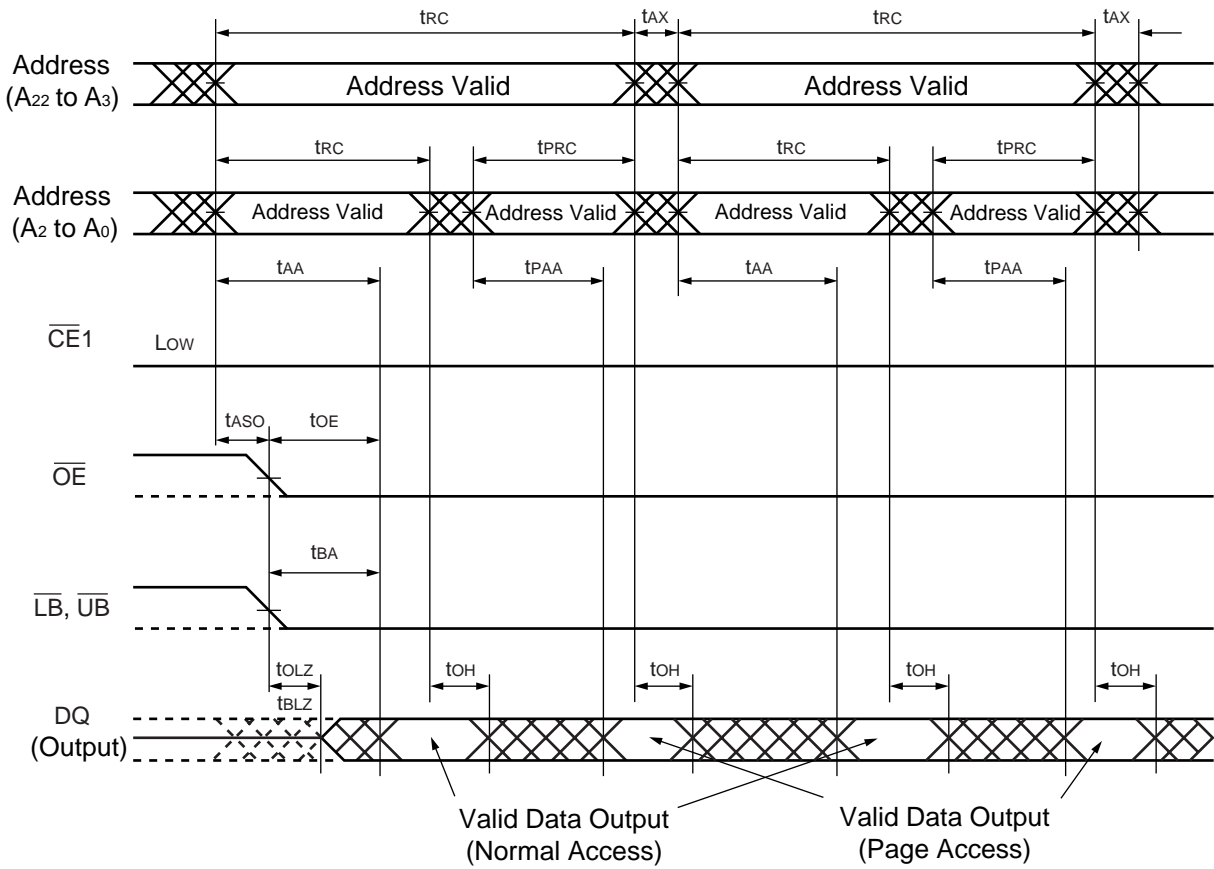 tRC tAX tRC tAX
Address
(A22 to A3)
Address Valid Address Valid
tRC tPRC tRC tPRC
Address
(A2 to A0)
Address Valid Address Valid Address Valid Address Valid
tAA tPAA tAA tPAA
CE1
LOW
tASO tOE
OE
tBA
LB, UB
tOLZ tOH tOH tOH tOH
tBLZ
DQ
(Output)
Valid Data Output
(Normal Access)
Valid Data Output
(Page Access)